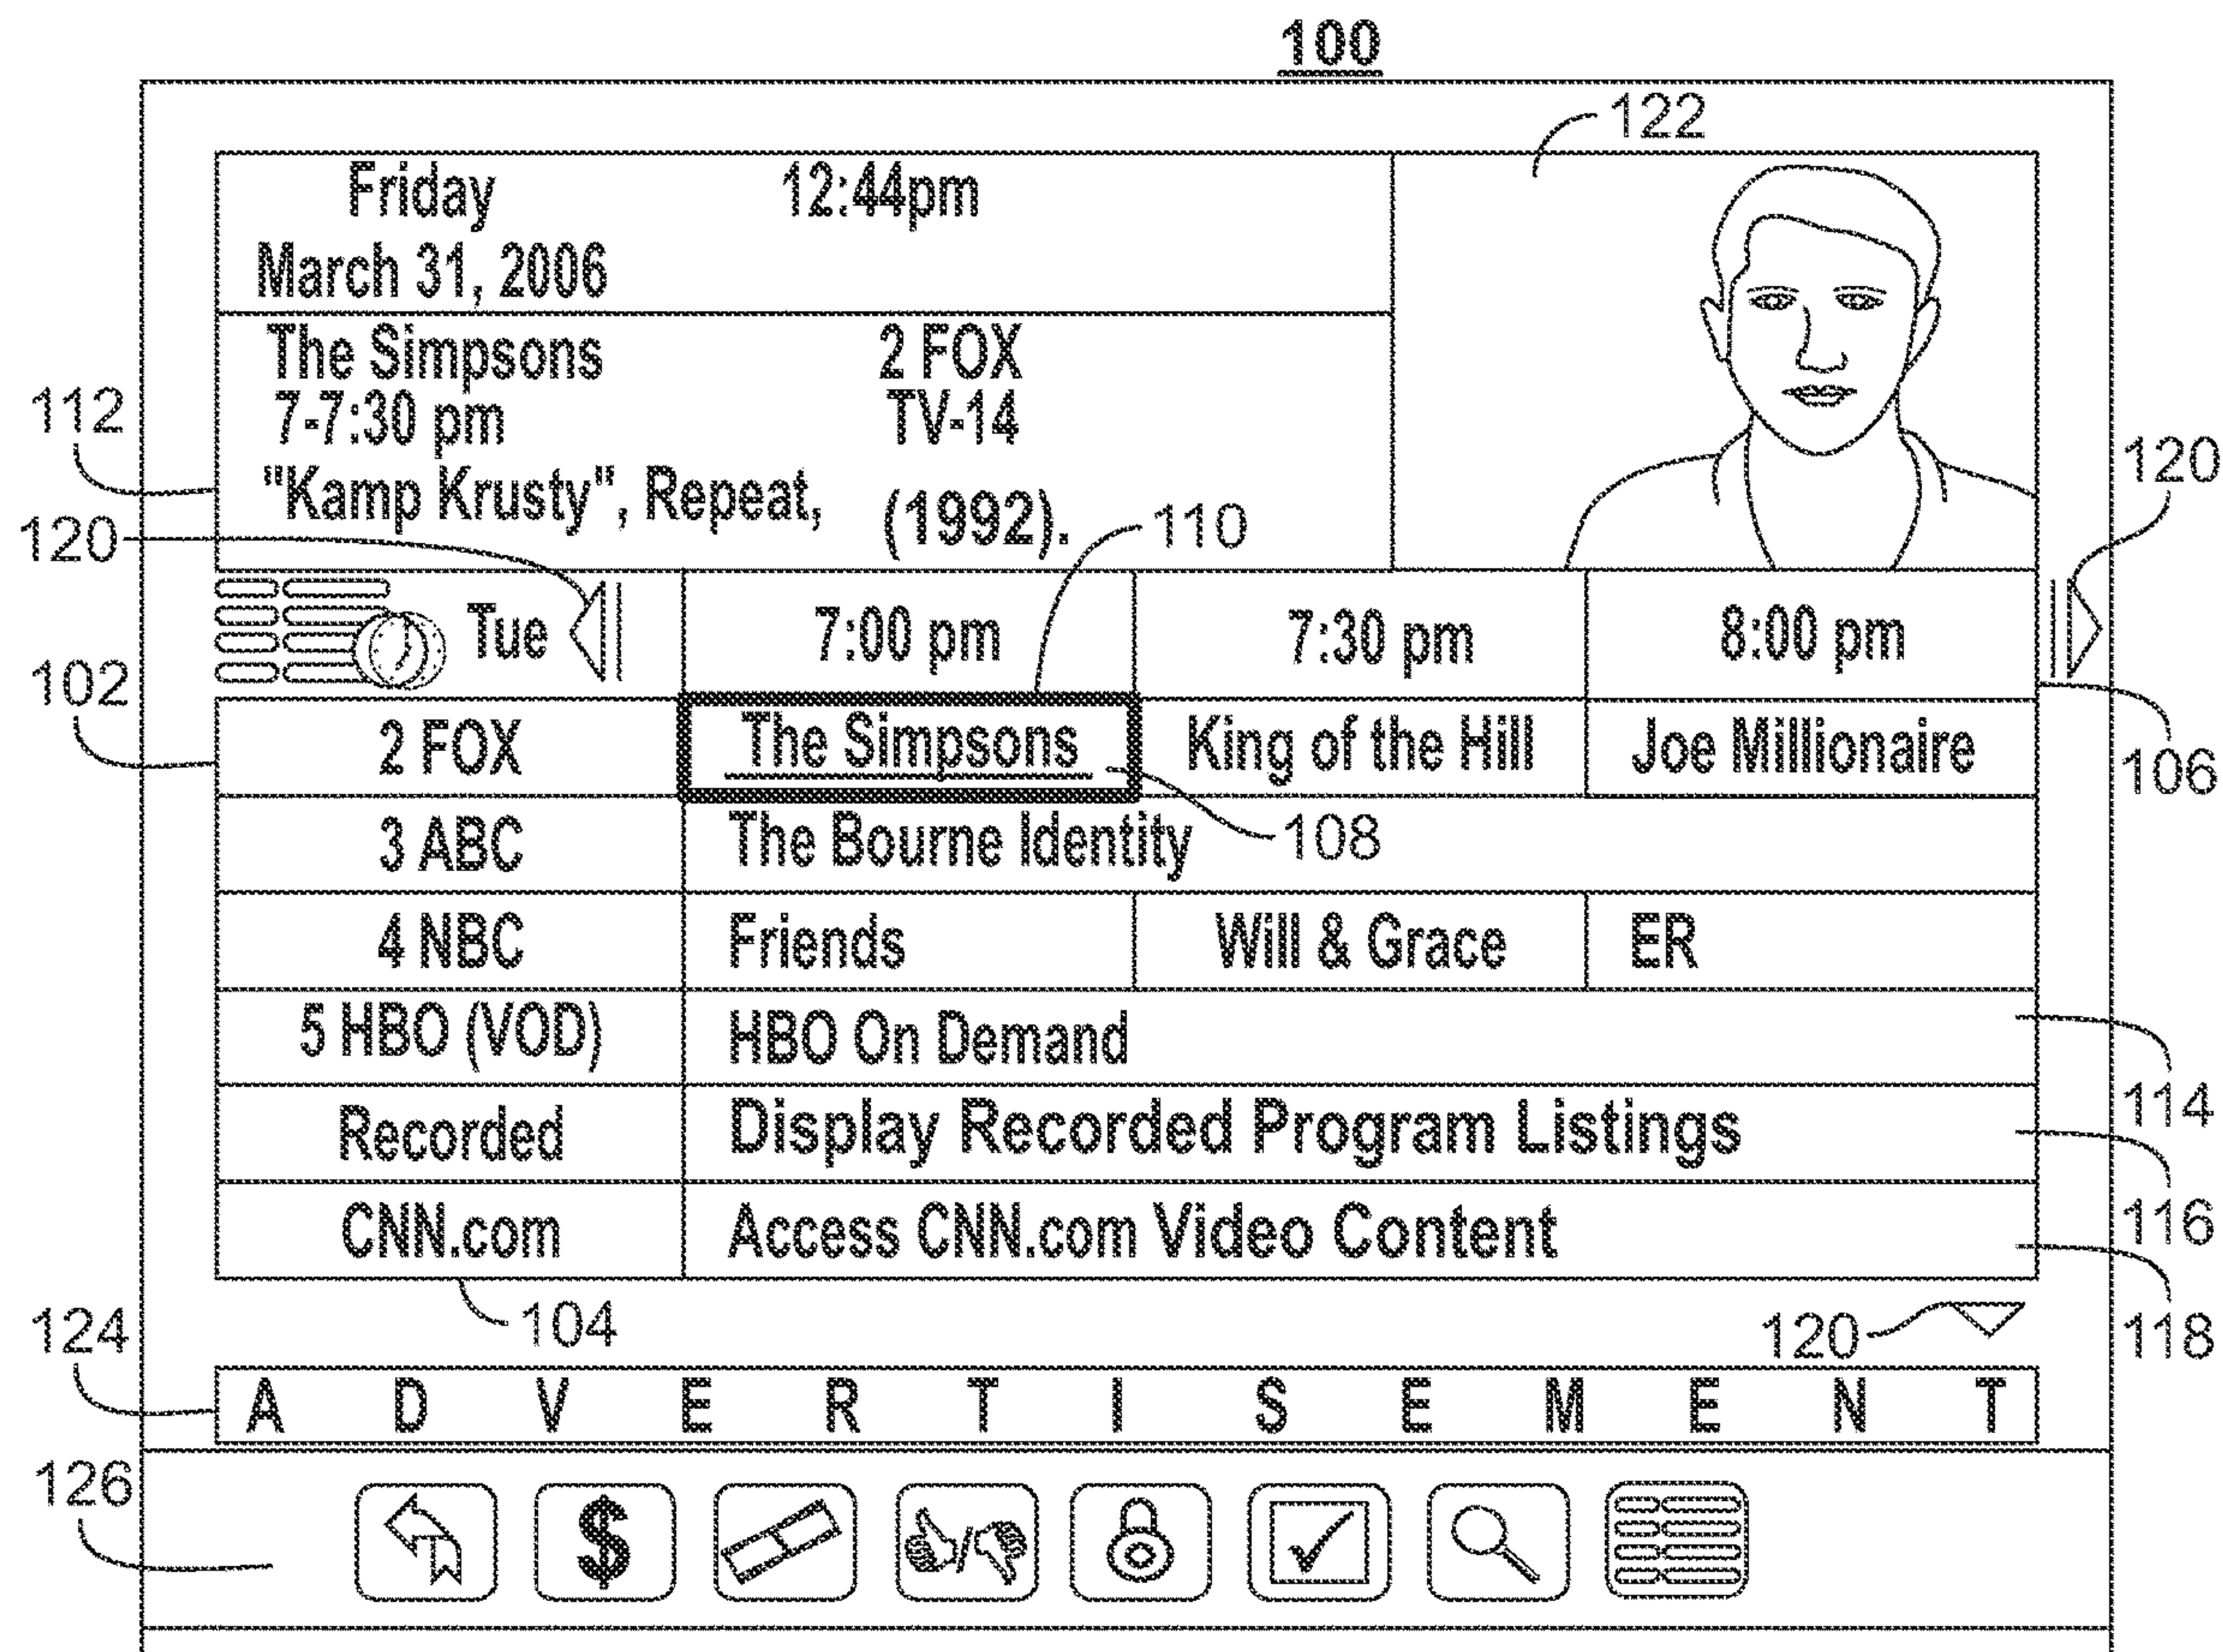 100
122
Friday 12:44pm
March 31, 2006
The Simpsons 2 FOX
112
7-7:30 pm TV-14
120
"Kamp Krusty", Repeat, (1992).
120
110
Tue 7:00 pm 7:30 pm 8:00 pm
102
106
2 FOX The Simpsons King of the Hill Joe Millionaire
3 ABC The Bourne Identity
108
4 NBC Friends Will & Grace ER
5 HBO (VOD) HBO On Demand
114
Recorded Display Recorded Program Listings
116
CNN.com Access CNN.com Video Content
118
124
104
120
A D V E R T I S E M E N T
126
$
/